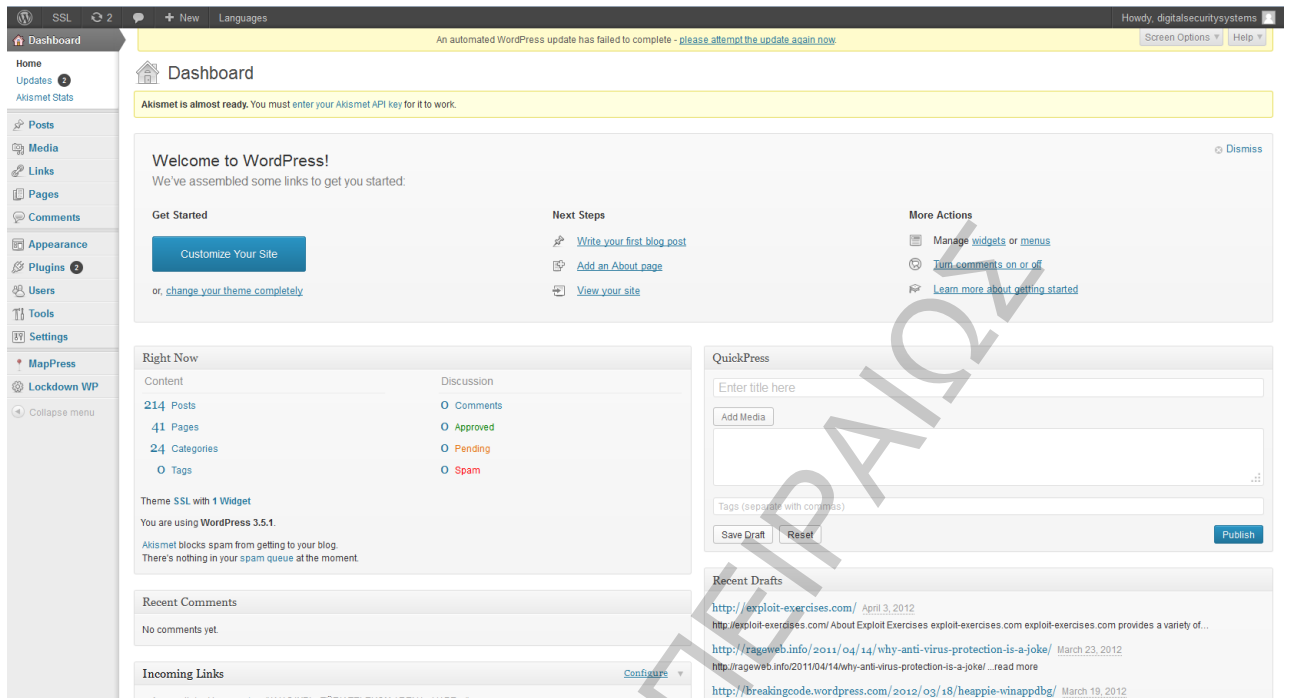 SSL 2 + New Languages Howdy, digitalsecuritysystems
Dashboard
Home
Updates 2
Akismet Stats
Posts
Media
Links
Pages
Comments
Appearance
Plugins 2
Users
Tools
Settings
MapPress
Lockdown WP
Collapse menu
An automated WordPress update has failed to complete - please attempt the update again now.
Screen Options Help
Dashboard
Akismet is almost ready. You must enter your Akismet API key for it to work.
Welcome to WordPress!
Dismiss
We've assembled some links to get you started:
Get Started
Customize Your Site
or, change your theme completely
Next Steps
Write your first blog post
Add an About page
View your site
More Actions
Manage widgets or menus
Turn comments on or off
Learn more about getting started
Right Now
Content
214 Posts
41 Pages
24 Categories
0 Tags
Discussion
0 Comments
0 Approved
0 Pending
0 Spam
Theme SSL with 1 Widget
You are using WordPress 3.5.1.
Akismet blocks spam from getting to your blog.
There's nothing in your spam queue at the moment.
Recent Comments
No comments yet.
Incoming Links Configure
QuickPress
Enter title here
Add Media
Tags (separate with commas)
Save Draft Reset Publish
Recent Drafts
http://exploit-exercises.com/ April 3, 2012
http://exploit-exercises.com/ About Exploit Exercises exploit-exercises.com exploit-exercises.com provides a variety of…
http://rageweb.info/2011/04/14/why-anti-virus-protection-is-a-joke/ March 23, 2012
http://rageweb.info/2011/04/14/why-anti-virus-protection-is-a-joke/ ...read more
http://breakingcode.wordpress.com/2012/03/18/heappie-winappdbg/ March 19, 2012
ΠΕΙΡΑΙΩΣ